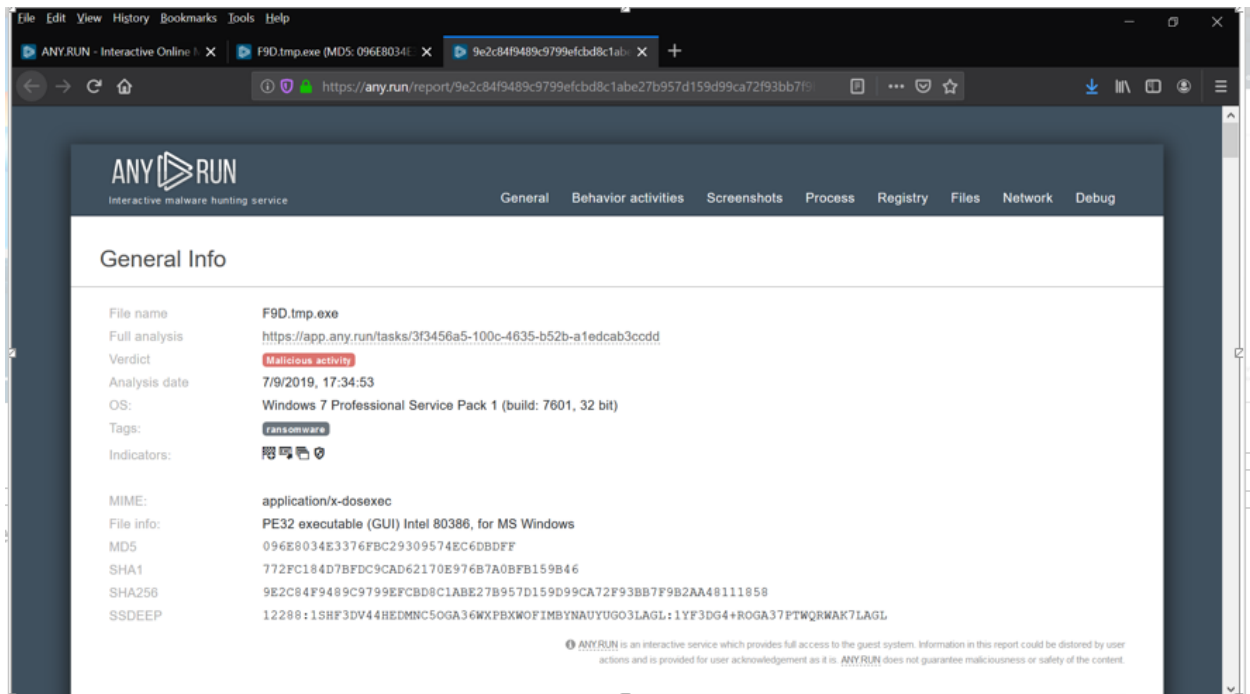 File Edit View History Bookmarks Tools Help
ANY.RUN - Interactive Online M
F9D.tmp.exe (MD5: 096E8034E
9e2c84f9489c9799efcbd8c1ab
https://any.run/report/9e2c84f9489c9799efcbd8c1abe27b957d159d99ca72f93bb7f9
ANY RUN
Interactive malware hunting service
General Behavior activities Screenshots Process Registry Files Network Debug
General Info
File name F9D.tmp.exe
Full analysis https://app.any.run/tasks/3f3456a5-100c-4635-b52b-a1edcab3ccdd
Verdict Malicious activity
Analysis date 7/9/2019, 17:34:53
OS: Windows 7 Professional Service Pack 1 (build: 7601, 32 bit)
Tags: ransomware
Indicators:
MIME: application/x-dosexec
File info: PE32 executable (GUI) Intel 80386, for MS Windows
MD5 096E8034E3376FBC29309574EC6DBDFF
SHA1 772FC184D7BFDC9CAD62170E976B7A0BFB159B46
SHA256 9E2C84F9489C9799EFCBD8C1ABE27B957D159D99CA72F93BB7F9B2AA48111858
SSDEEP 12288:1SHF3DV44HEDMNC5OGA36WXPBXWOFIMBYNAUYUGO3LAGL:1YF3DG4+ROGA37PTWQRWAK7LAGL
ANY.RUN is an interactive service which provides full access to the guest system. Information in this report could be distored by user
actions and is provided for user acknowledgement as it is. ANY.RUN does not guarantee maliciousness or safety of the content.